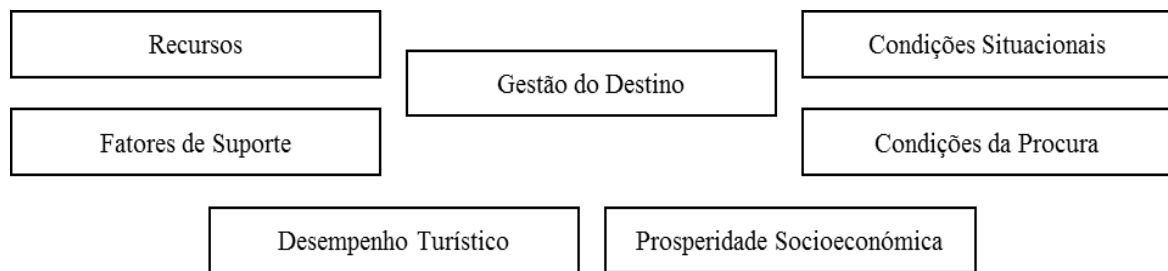 Recursos
Condições Situacionais
Gestão do Destino
Fatores de Suporte
Condições da Procura
Desempenho Turístico
Prosperidade Socioeconómica